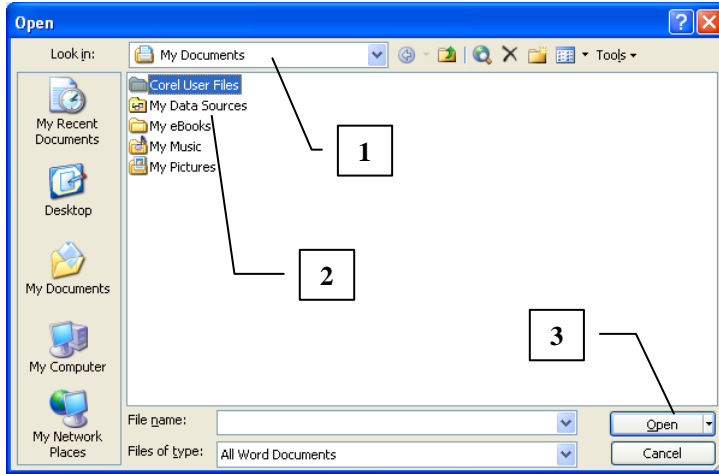 Open
Look in: My Documents Tools
My Recent
Documents
Desktop
My Documents
My Computer
My Network
Places
Corel User Files
My Data Sources
My eBooks
My Music
My Pictures
1
2
3
File name: Open
Files of type: All Word Documents Cancel